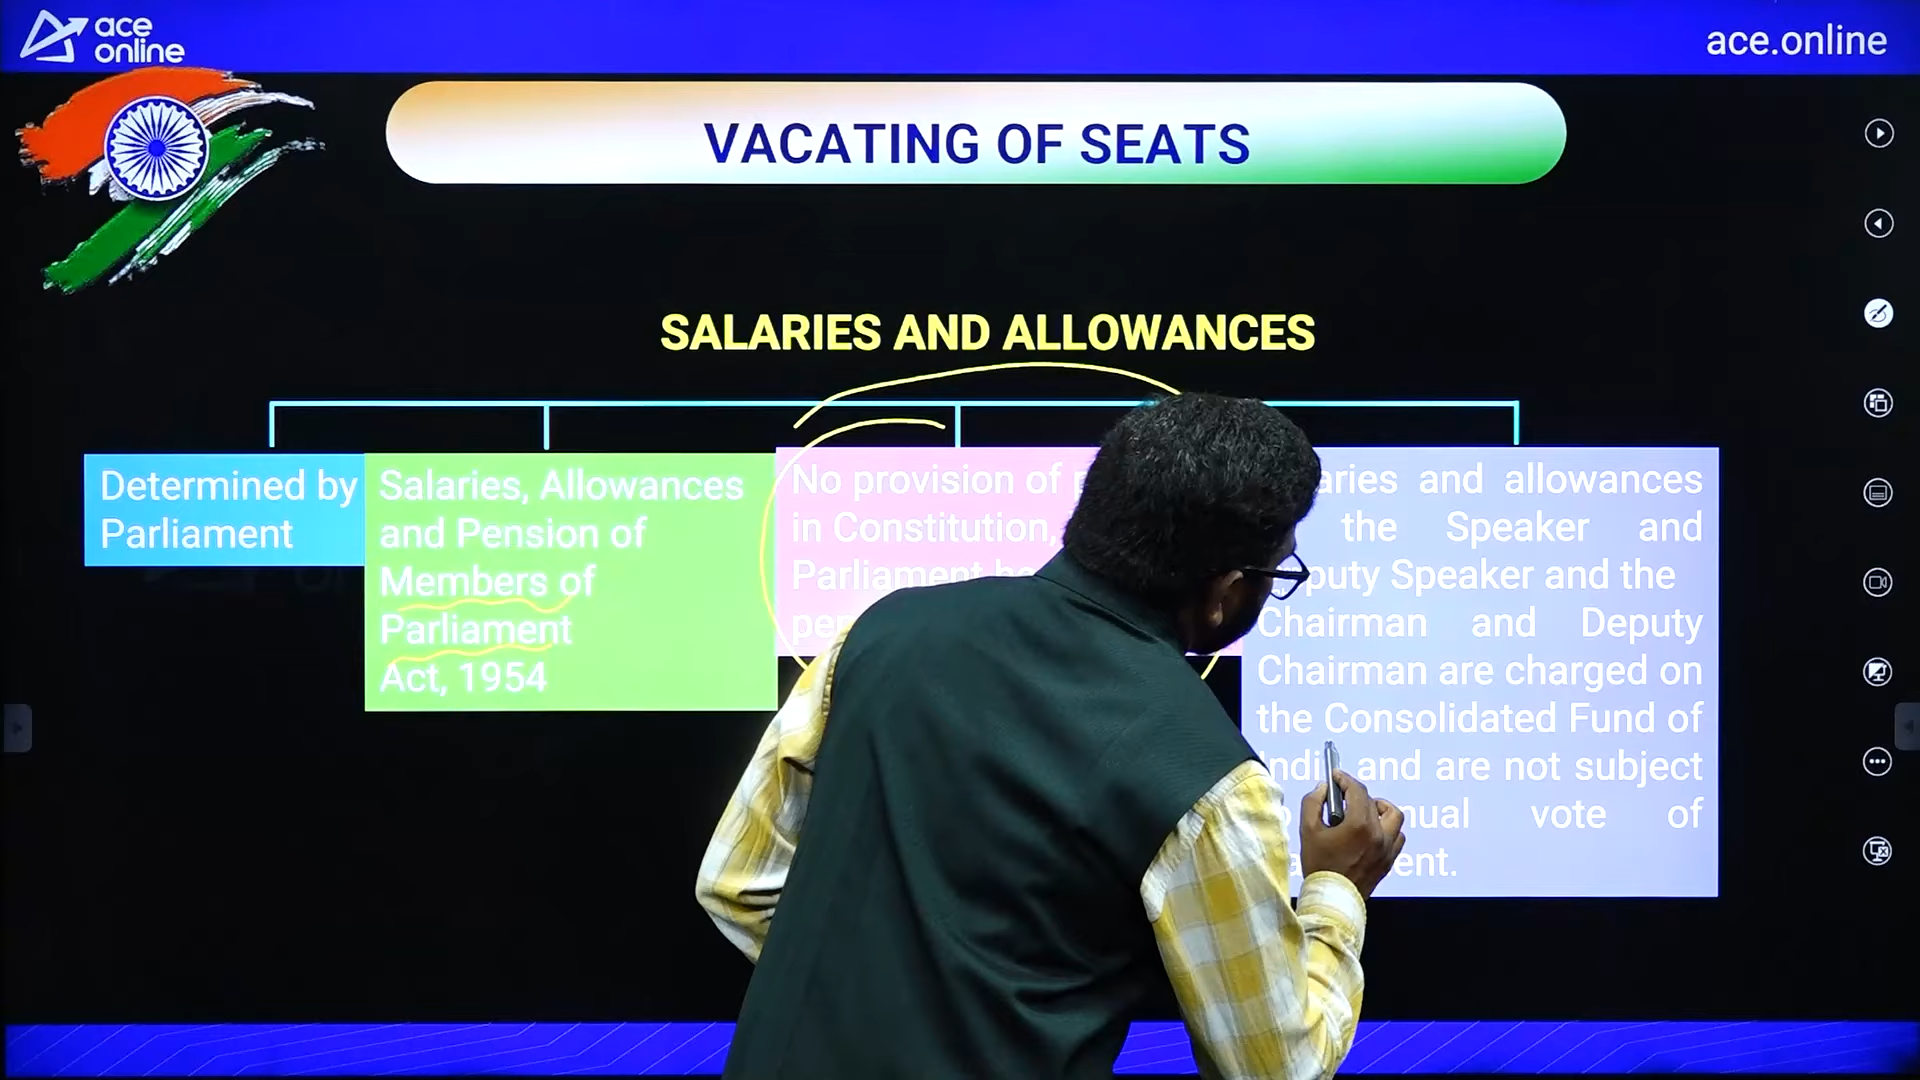 ace
online
ace.online
VACATING OF SEATS
SALARIES AND ALLOWANCES
Determined by
Parliament
Salaries, Allowances
and Pension of
Members of
Parliament
Act, 1954
No provision of
in Constitution,
Parliament
aries and allowances
the Speaker and
puty Speaker and the
Chairman and Deputy
Chairman are charged on
the Consolidated Fund of
and are not subject
vote of